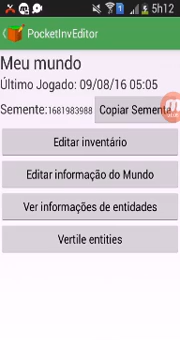 5h12
PocketInvEditor
Meu mundo
Último Jogado: 09/08/16 05:05
Semente:1681983988 Copiar Semente
Editar inventário
Editar informação do Mundo
Ver informações de entidades
Vertile entities